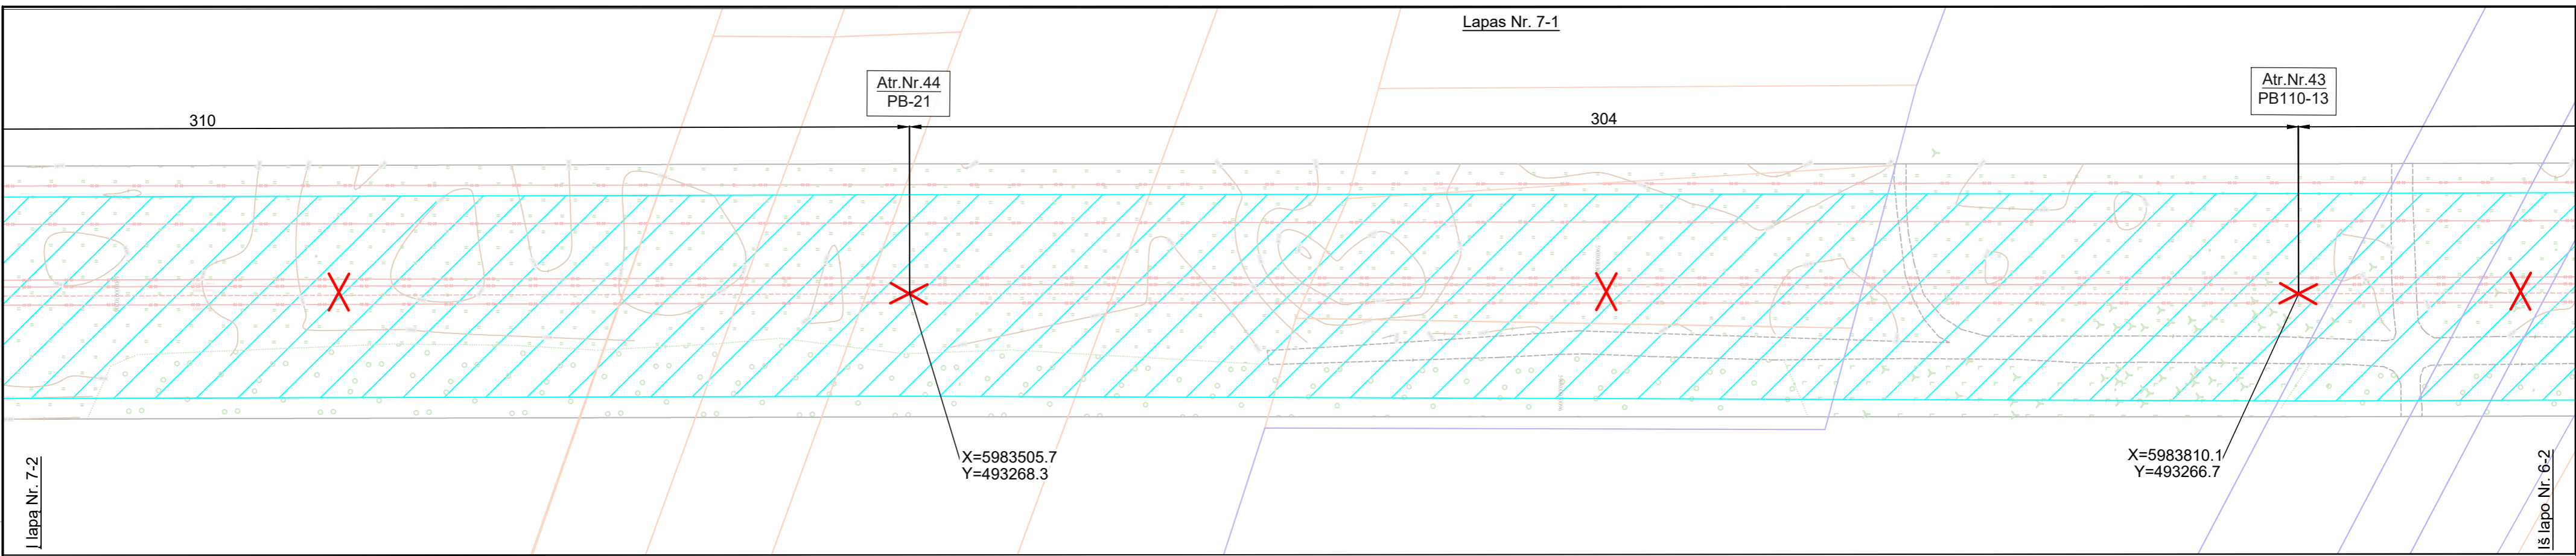 Lapas Nr. 7-1
Atr.Nr.44
PB-21
Atr.Nr.43
PB110-13
310
304
X=5983505.7
Y=493268.3
X=5983810.1
Y=493266.7
Į lapą Nr. 7-2
Iš lapo Nr. 6-2